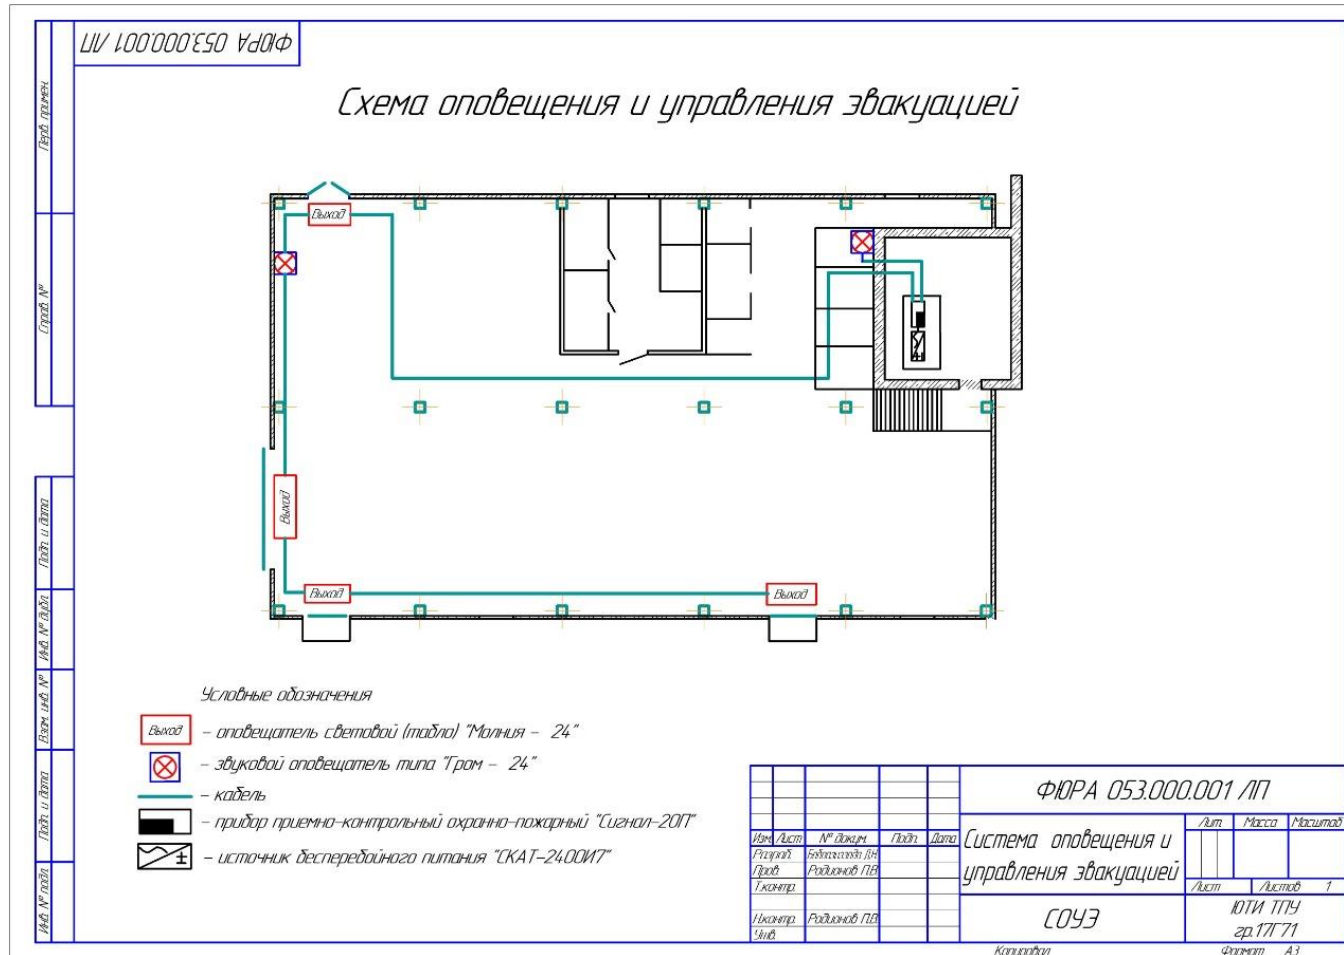 ФЮРА 053.000.001 ЛП
Схема оповещения и управления эвакуацией
Перв. примен.
Справ. №
Подп. и дата
Инв. № дубл.
Взам. инв. №
Подп. и дата
Инв. № подл.
Выход
Выход
Выход
Выход
Условные обозначения
Выход – оповещатель световой (табло) "Молния – 24"
– звуковой оповещатель типа "Гром – 24"
– кабель
– прибор приемно-контрольный охранно-пожарный "Сигнал-20П"
– источник бесперебойного питания "СКАТ-2400И7"
ФЮРА 053.000.001 ЛП
Изм. Лист № докум. Подп. Дата
Разраб.
Пров. Родионов П.В.
Т.контр.
Н.контр. Родионов П.В.
Утв.
Система оповещения и
управления эвакуацией
Лит. Масса Масштаб
Лист Листов 1
СОУЭ
ЮТИ ТПУ
гр.17Г71
Копировал Формат А3